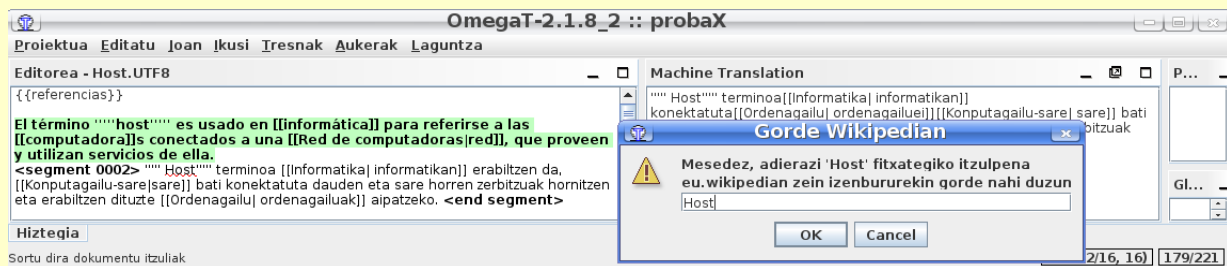 OmegaT-2.1.8_2 :: probaX
Proiektua Editatu Joan Ikusi Tresnak Aukerak Laguntza
Editorea - Host.UTF8
{{referencias}}
El término '''''host''''' es usado en [[informática]] para referirse a las
[[computadora]]s conectados a una [[Red de computadoras|red]], que proveen
y utilizan servicios de ella.
<segment 0002> ''''' Host''''' terminoa [[Informatika| informatikan]] erabiltzen da,
[[Konputagailu-sare|sare]] bati konektatuta dauden eta sare horren zerbitzuak hornitzen
eta erabiltzen dituzte [[Ordenagailu| ordenagailuak]] aipatzeko. <end segment>
Machine Translation
''''' Host''''' terminoa[[Informatika| informatikan]]
konektatuta[[Ordenagailu| ordenagailuei]][[Konputagailu-sare| sare]] bati
bitzuak
P...
Gl...
Gorde Wikipedian
Mesedez, adierazi 'Host' fitxategiko itzulpena
eu.wikipedian zein izenbururekin gorde nahi duzun
Host
OK Cancel
Hiztegia
Sortu dira dokumentu itzuliak
2/16, 16) 179/221